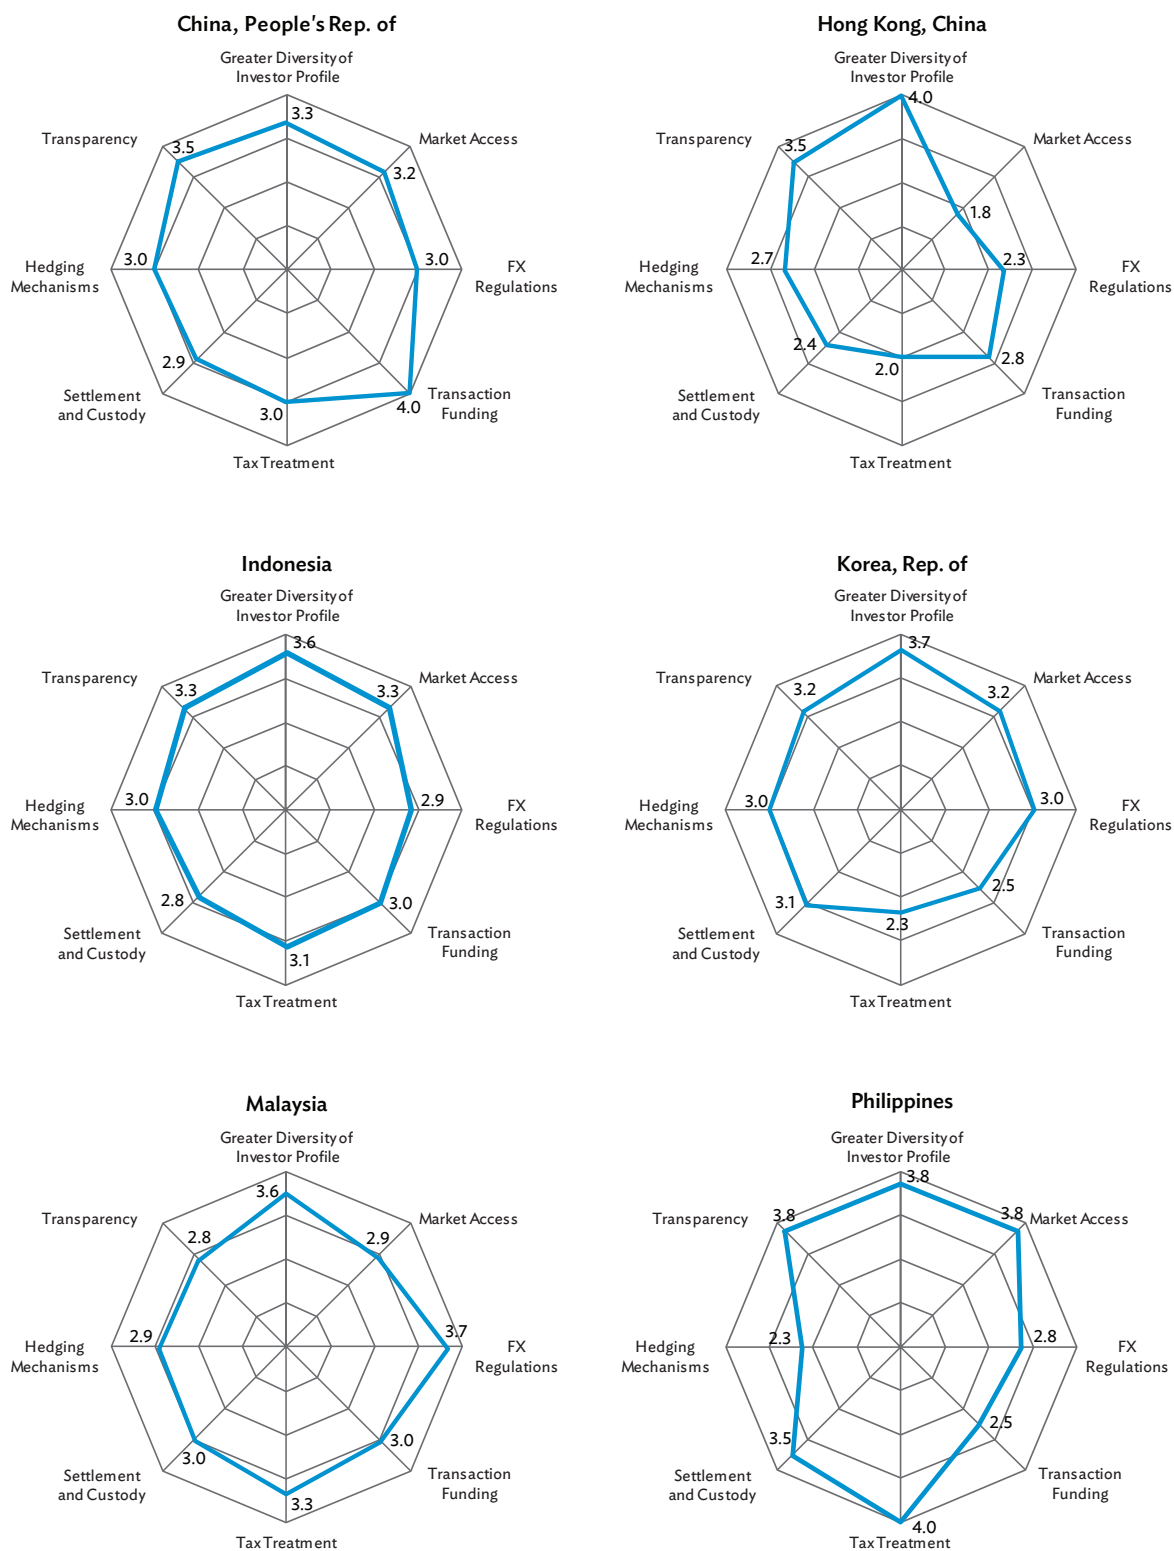 China, People's Rep. of
Greater Diversity of
Investor Profile
3.3
Transparency
3.5
Market Access
3.2
Hedging
Mechanisms
3.0
3.0
FX
Regulations
2.9
Settlement
and Custody
3.0
4.0
Transaction
Funding
Tax Treatment
Hong Kong, China
Greater Diversity of
Investor Profile
4.0
Transparency
3.5
Market Access
1.8
Hedging
Mechanisms
2.7
2.3
FX
Regulations
2.4
2.0
2.8
Settlement
and Custody
Transaction
Funding
Tax Treatment
Indonesia
Greater Diversity of
Investor Profile
3.6
Transparency
3.3
3.3
Market Access
Hedging
Mechanisms
3.0
2.9
FX
Regulations
2.8
3.0
Settlement
and Custody
3.1
Transaction
Funding
Tax Treatment
Korea, Rep. of
Greater Diversity of
Investor Profile
3.7
Transparency
3.2
3.2
Market Access
Hedging
Mechanisms
3.0
3.0
FX
Regulations
3.1
2.3
2.5
Settlement
and Custody
Transaction
Funding
Tax Treatment
Malaysia
Greater Diversity of
Investor Profile
3.6
Transparency
2.8
2.9
Market Access
Hedging
Mechanisms
2.9
3.7
FX
Regulations
3.0
3.0
Settlement
and Custody
3.3
Transaction
Funding
Tax Treatment
Philippines
Greater Diversity of
Investor Profile
3.8
Transparency
3.8
3.8
Market Access
Hedging
Mechanisms
2.3
2.8
FX
Regulations
3.5
2.5
Settlement
and Custody
Transaction
Funding
4.0
Tax Treatment